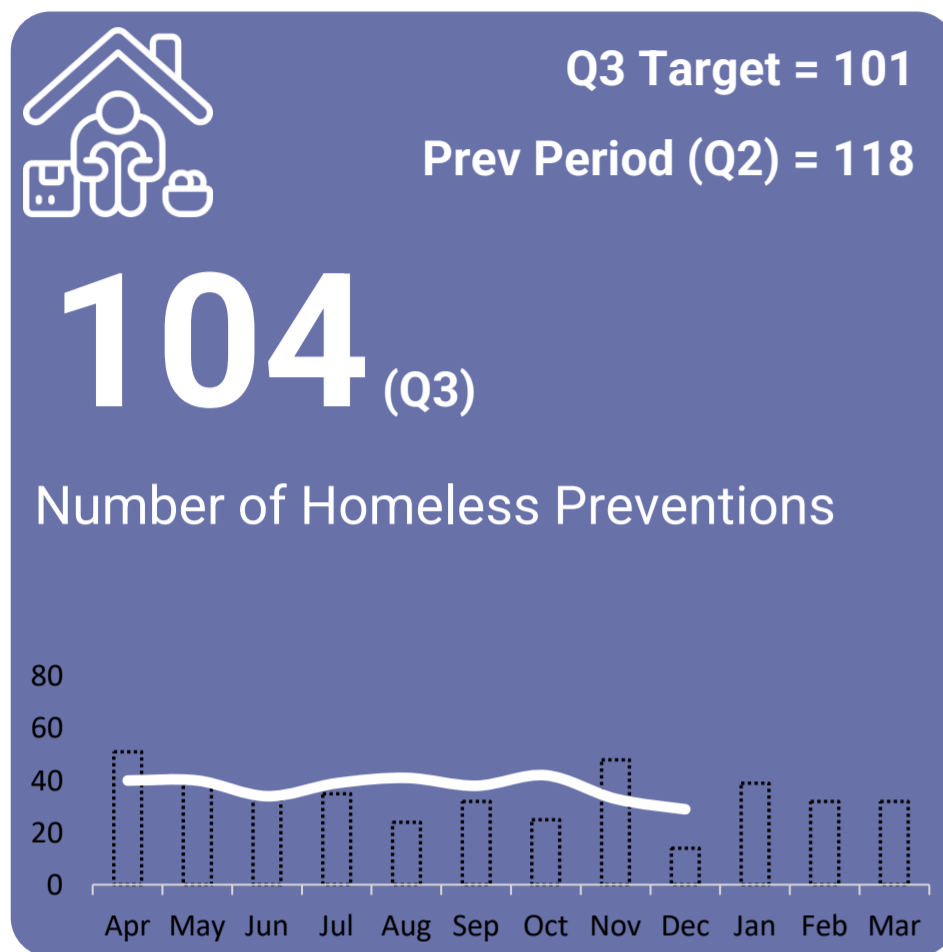 Q3 Target = 101
Prev Period (Q2) = 118
104 (Q3)
Number of Homeless Preventions
80
60
40
20
0
Apr May Jun Jul Aug Sep Oct Nov Dec Jan Feb Mar